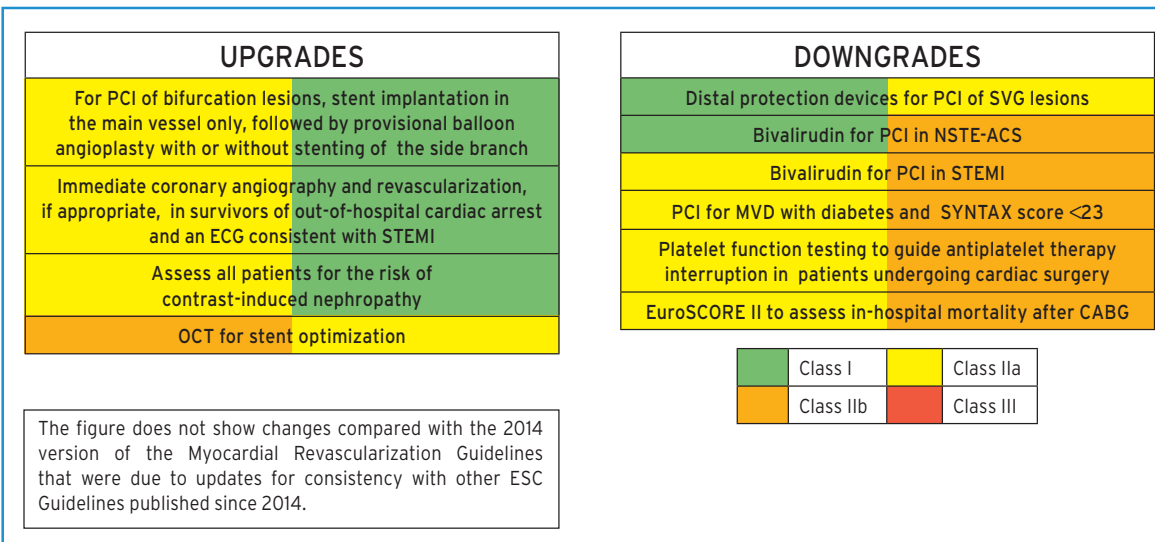 UPGRADES
For PCI of bifurcation lesions, stent implantation in
the main vessel only, followed by provisional balloon
angioplasty with or without stenting of the side branch
Immediate coronary angiography and revascularization,
if appropriate, in survivors of out-of-hospital cardiac arrest
and an ECG consistent with STEMI
Assess all patients for the risk of
contrast-induced nephropathy
OCT for stent optimization
The figure does not show changes compared with the 2014
version of the Myocardial Revascularization Guidelines
that were due to updates for consistency with other ESC
Guidelines published since 2014.
DOWNGRADES
Distal protection devices for PCI of SVG lesions
Bivalirudin for PCI in NSTE-ACS
Bivalirudin for PCI in STEMI
PCI for MVD with diabetes and SYNTAX score <23
Platelet function testing to guide antiplatelet therapy
interruption in patients undergoing cardiac surgery
EuroSCORE II to assess in-hospital mortality after CABG
Class I Class IIa
Class IIb Class III